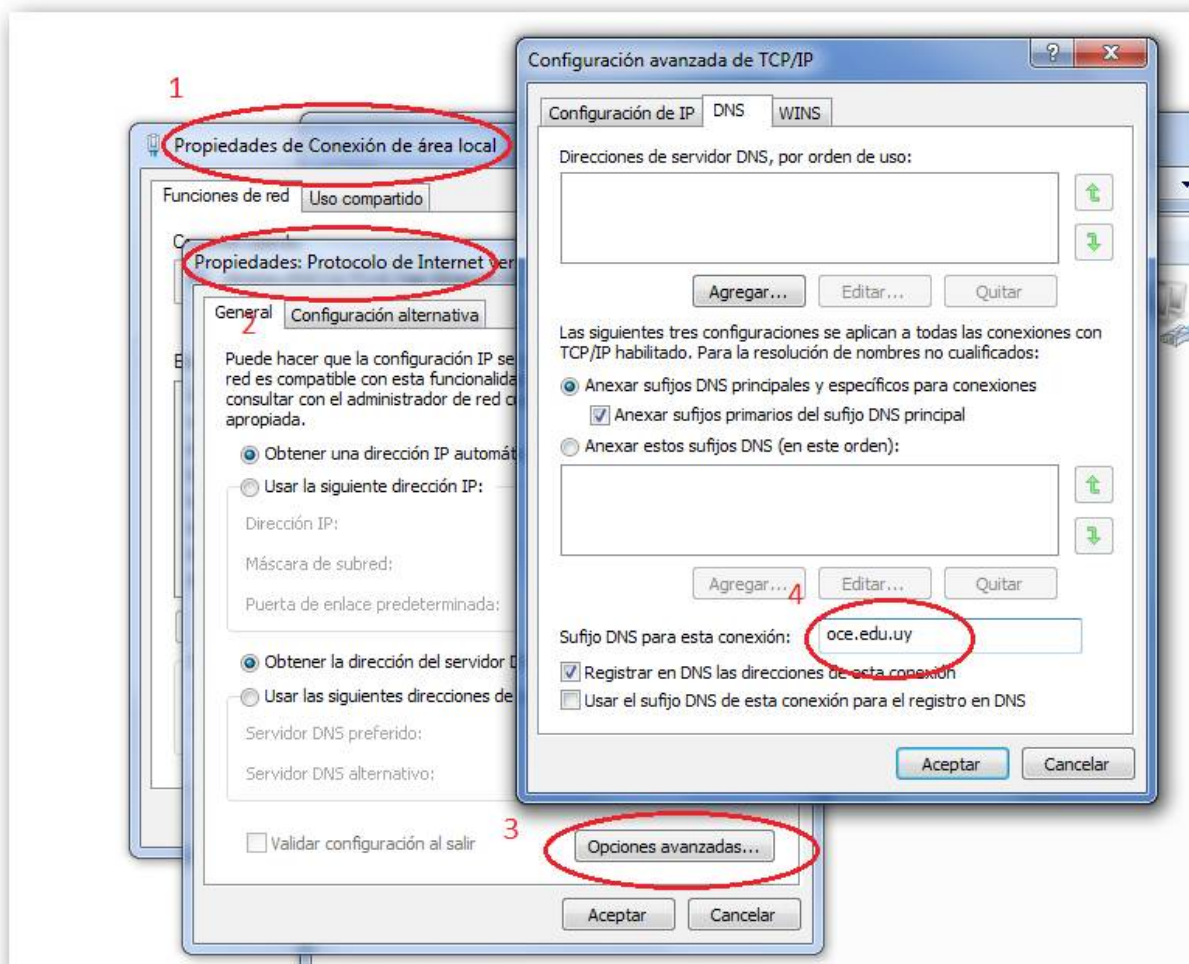 1
Propiedades de Conexión de área local
Funciones de red
Uso compartido
Propiedades: Protocolo de Internet
2
General
Configuración alternativa
Puede hacer que la configuración IP se
red es compatible con esta funcionalida
consultar con el administrador de red
apropiada.
Obtener una dirección IP
Usar la siguiente dirección IP:
Dirección IP:
Máscara de subred:
Puerta de enlace predeterminada:
Obtener la dirección del servidor
Usar las siguientes direcciones de
Servidor DNS preferido:
Servidor DNS alternativo:
Validar configuración al salir
3
Opciones avanzadas...
Aceptar
Cancelar
Configuración avanzada de TCP/IP
Configuración de IP
DNS
WINS
Direcciones de servidor DNS, por orden de uso:
Agregar...
Editar...
Quitar
Las siguientes tres configuraciones se aplican a todas las conexiones con
TCP/IP habilitado. Para la resolución de nombres no cualificados:
Anexar sufijos DNS principales y específicos para conexiones
Anexar sufijos primarios del sufijo DNS principal
Anexar estos sufijos DNS (en este orden):
Agregar...
Editar...
Quitar
4
Sufijo DNS para esta conexión:
oce.edu.uy
Registrar en DNS las direcciones de esta conexión
Usar el sufijo DNS de esta conexión para el registro en DNS
Aceptar
Cancelar